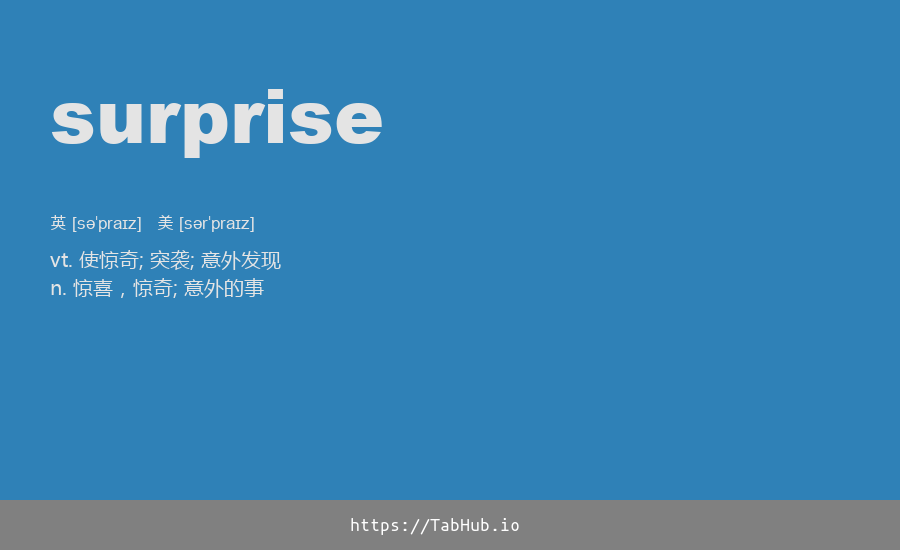 surprise
英 [sə'praɪz] 美 [sər'praɪz]
vt. 使惊奇; 突袭; 意外发现
n. 惊喜，惊奇; 意外的事
https://TabHub.io